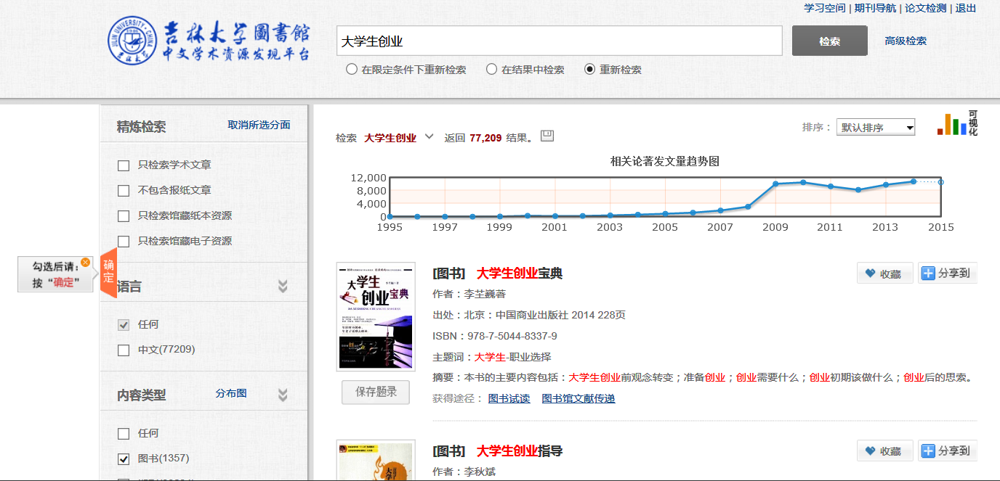 学习空间 | 期刊导航 | 论文检测 | 退出
吉林大学圖書館
中文学术资源发现平台
JILIN UNIVERSITY·CHINA
1946
吉林大学
大学生创业
检索
高级检索
在限定条件下重新检索
在结果中检索
重新检索
精炼检索
取消所选分面
只检索学术文章
不包含报纸文章
只检索馆藏纸本资源
只检索馆藏电子资源
勾选后请:
按“确定”
确定
语言
任何
中文(77209)
内容类型
分布图
任何
图书(1357)
检索 大学生创业 返回 77,209 结果。
排序：
默认排序
可视化
相关论著发文量趋势图
12,000
8,000
4,000
0
1995 1997 1999 2001 2003 2005 2007 2009 2011 2013 2015
大学生
创业宝典
[图书] 大学生创业宝典
收藏
分享到
作者：李芏巍著
出处：北京：中国商业出版社 2014 228页
ISBN：978-7-5044-8337-9
主题词：大学生-职业选择
摘要：本书的主要内容包括：大学生创业前观念转变；准备创业；创业需要什么；创业初期该做什么；创业后的思索。
保存题录
获得途径： 图书试读 图书馆文献传递
[图书] 大学生创业指导
收藏
分享到
作者：李秋斌